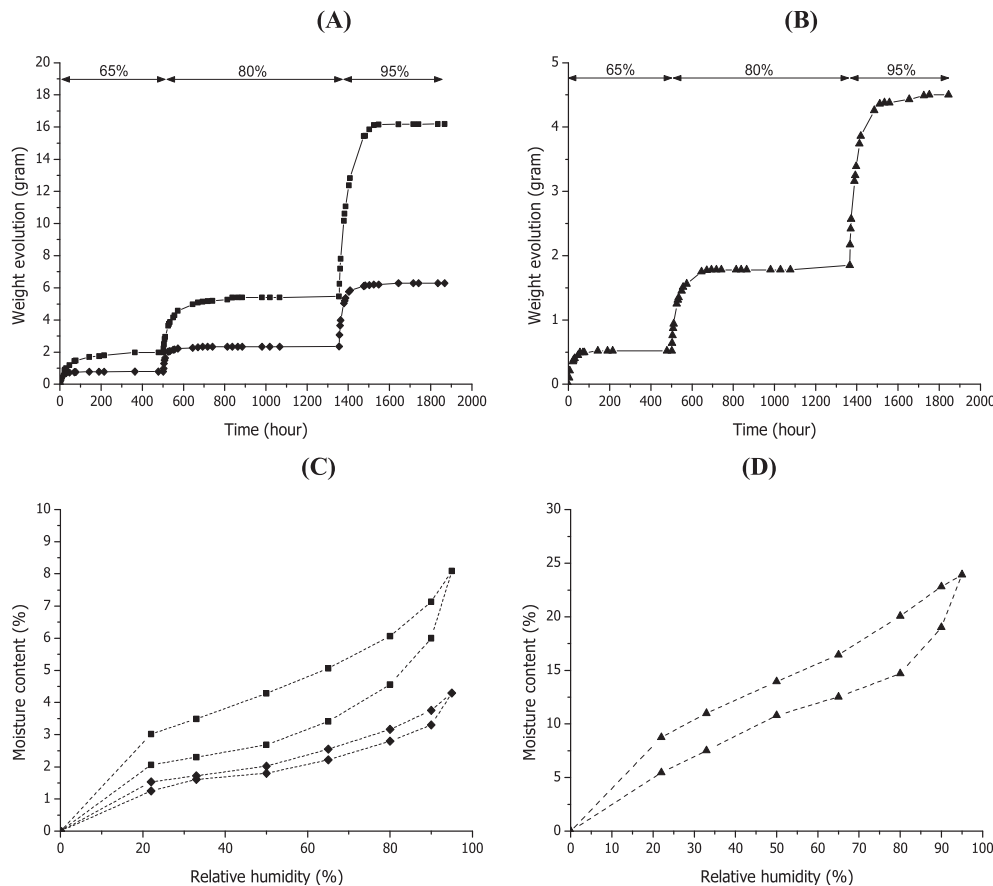 (A)
65%
80%
95%
20
18
16
14
12
10
8
6
4
2
0
Weight evolution (gram)
0 200 400 600 800 1000 1200 1400 1600 1800 2000
Time (hour)
(B)
65%
80%
95%
5
4
3
2
1
0
Weight evolution (gram)
0 200 400 600 800 1000 1200 1400 1600 1800 2000
Time (hour)
(C)
10
9
8
7
6
5
4
3
2
1
0
Moisture content (%)
0 20 40 60 80 100
Relative humidity (%)
(D)
30
25
20
15
10
5
0
Moisture content (%)
0 10 20 30 40 50 60 70 80 90 100
Relative humidity (%)